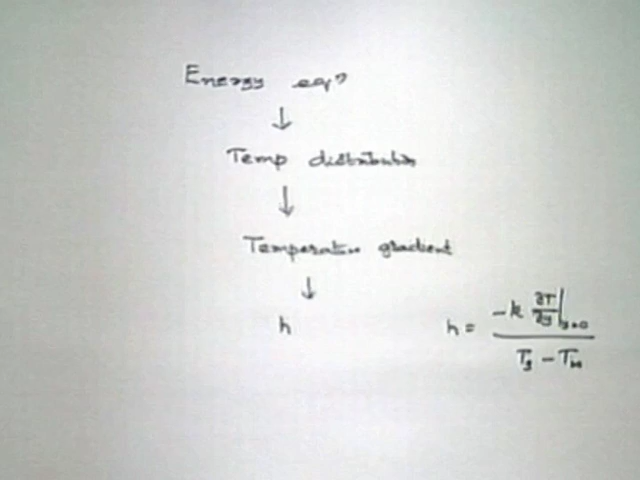 Energy eqn
↓
Temp distribution
↓
Temperature gradient
↓
h
h = -k ∂T/∂y|y=0 / Ts - T∞